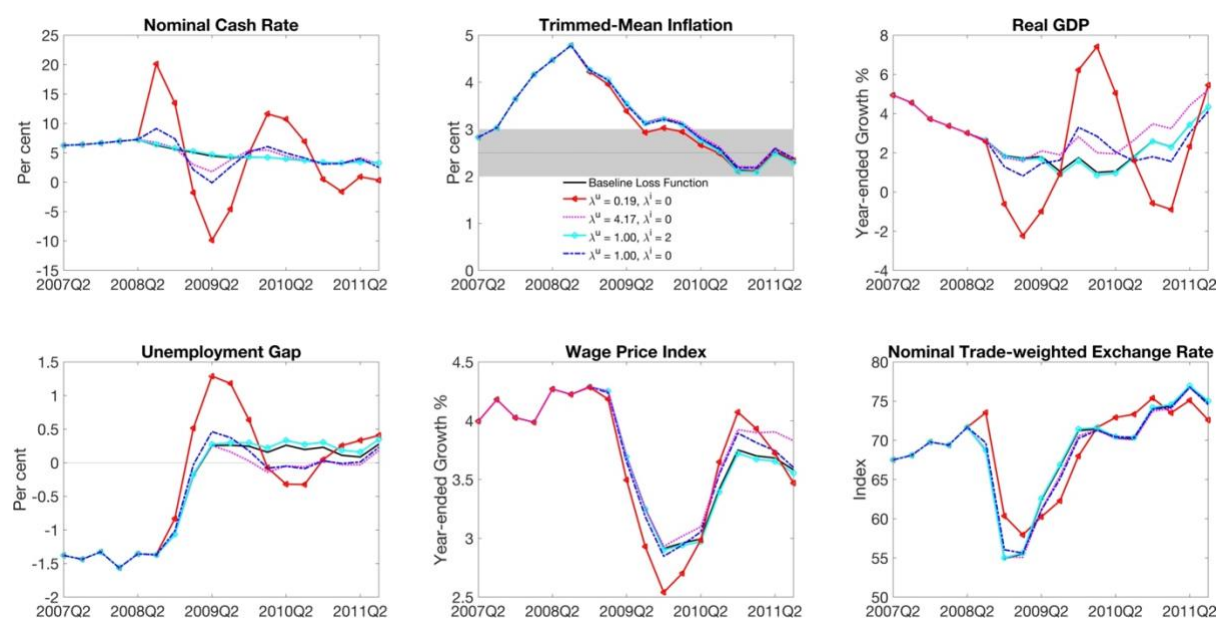 Nominal Cash Rate
Per cent
25
20
15
10
5
0
-5
-10
-15
2007Q2 2008Q2 2009Q2 2010Q2 2011Q2
Trimmed-Mean Inflation
Per cent
5
4
3
2
1
0
Baseline Loss Function
λᵘ = 0.19, λⁱ = 0
λᵘ = 4.17, λⁱ = 0
λᵘ = 1.00, λⁱ = 2
λᵘ = 1.00, λⁱ = 0
2007Q2 2008Q2 2009Q2 2010Q2 2011Q2
Real GDP
Year-ended Growth %
8
6
4
2
0
-2
-4
2007Q2 2008Q2 2009Q2 2010Q2 2011Q2
Unemployment Gap
Per cent
1.5
1
0.5
0
-0.5
-1
-1.5
-2
2007Q2 2008Q2 2009Q2 2010Q2 2011Q2
Wage Price Index
Year-ended Growth %
4.5
4
3.5
3
2.5
2007Q2 2008Q2 2009Q2 2010Q2 2011Q2
Nominal Trade-weighted Exchange Rate
Index
80
75
70
65
60
55
50
2007Q2 2008Q2 2009Q2 2010Q2 2011Q2